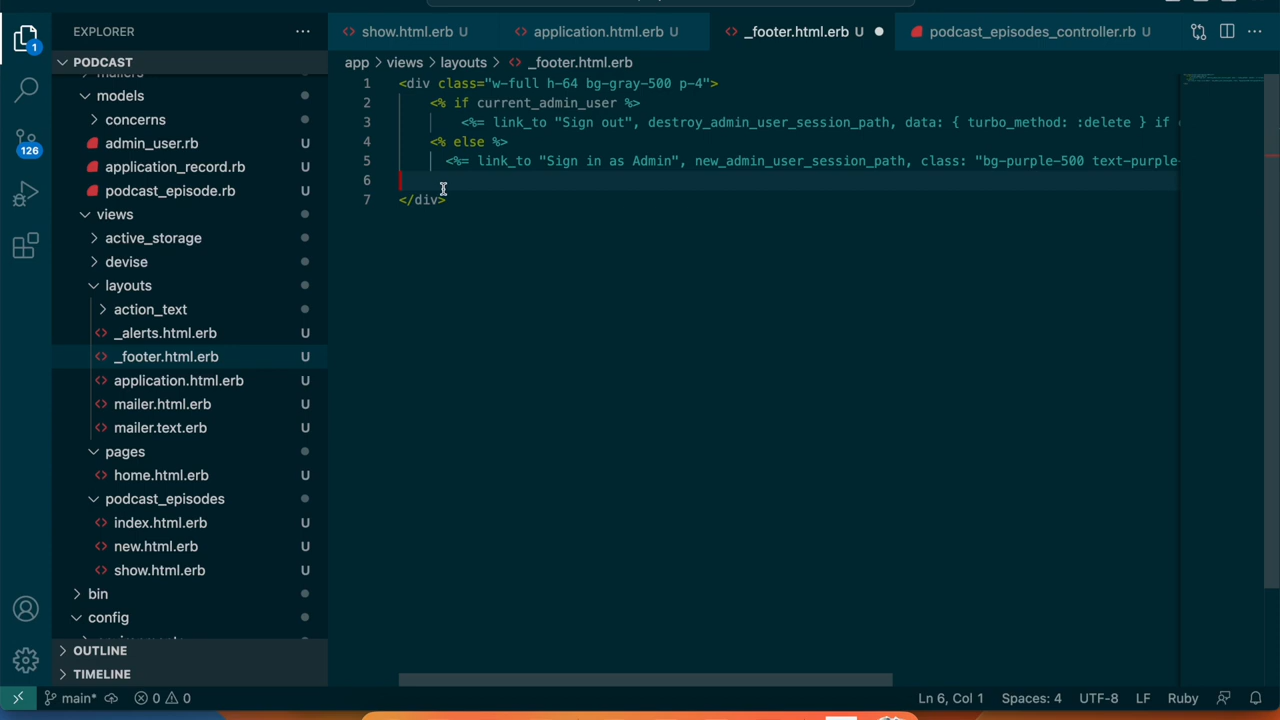 EXPLORER
PODCAST
models
concerns
admin_user.rb
application_record.rb
podcast_episode.rb
views
active_storage
devise
layouts
action_text
_alerts.html.erb U
_footer.html.erb U
application.html.erb U
mailer.html.erb U
mailer.text.erb U
pages
home.html.erb U
podcast_episodes
index.html.erb U
new.html.erb U
show.html.erb U
bin
config
OUTLINE
TIMELINE
1
126
show.html.erb U
application.html.erb U
_footer.html.erb U
podcast_episodes_controller.rb U
app > views > layouts > _footer.html.erb
1 <div class="w-full h-64 bg-gray-500 p-4">
2 <% if current_admin_user %>
3 <%= link_to "Sign out", destroy_admin_user_session_path, data: { turbo_method: :delete } if
4 <% else %>
5 <%= link_to "Sign in as Admin", new_admin_user_session_path, class: "bg-purple-500 text-purple-
6
7 </div>
main* 0 0 Ln 6, Col 1 Spaces: 4 UTF-8 LF Ruby